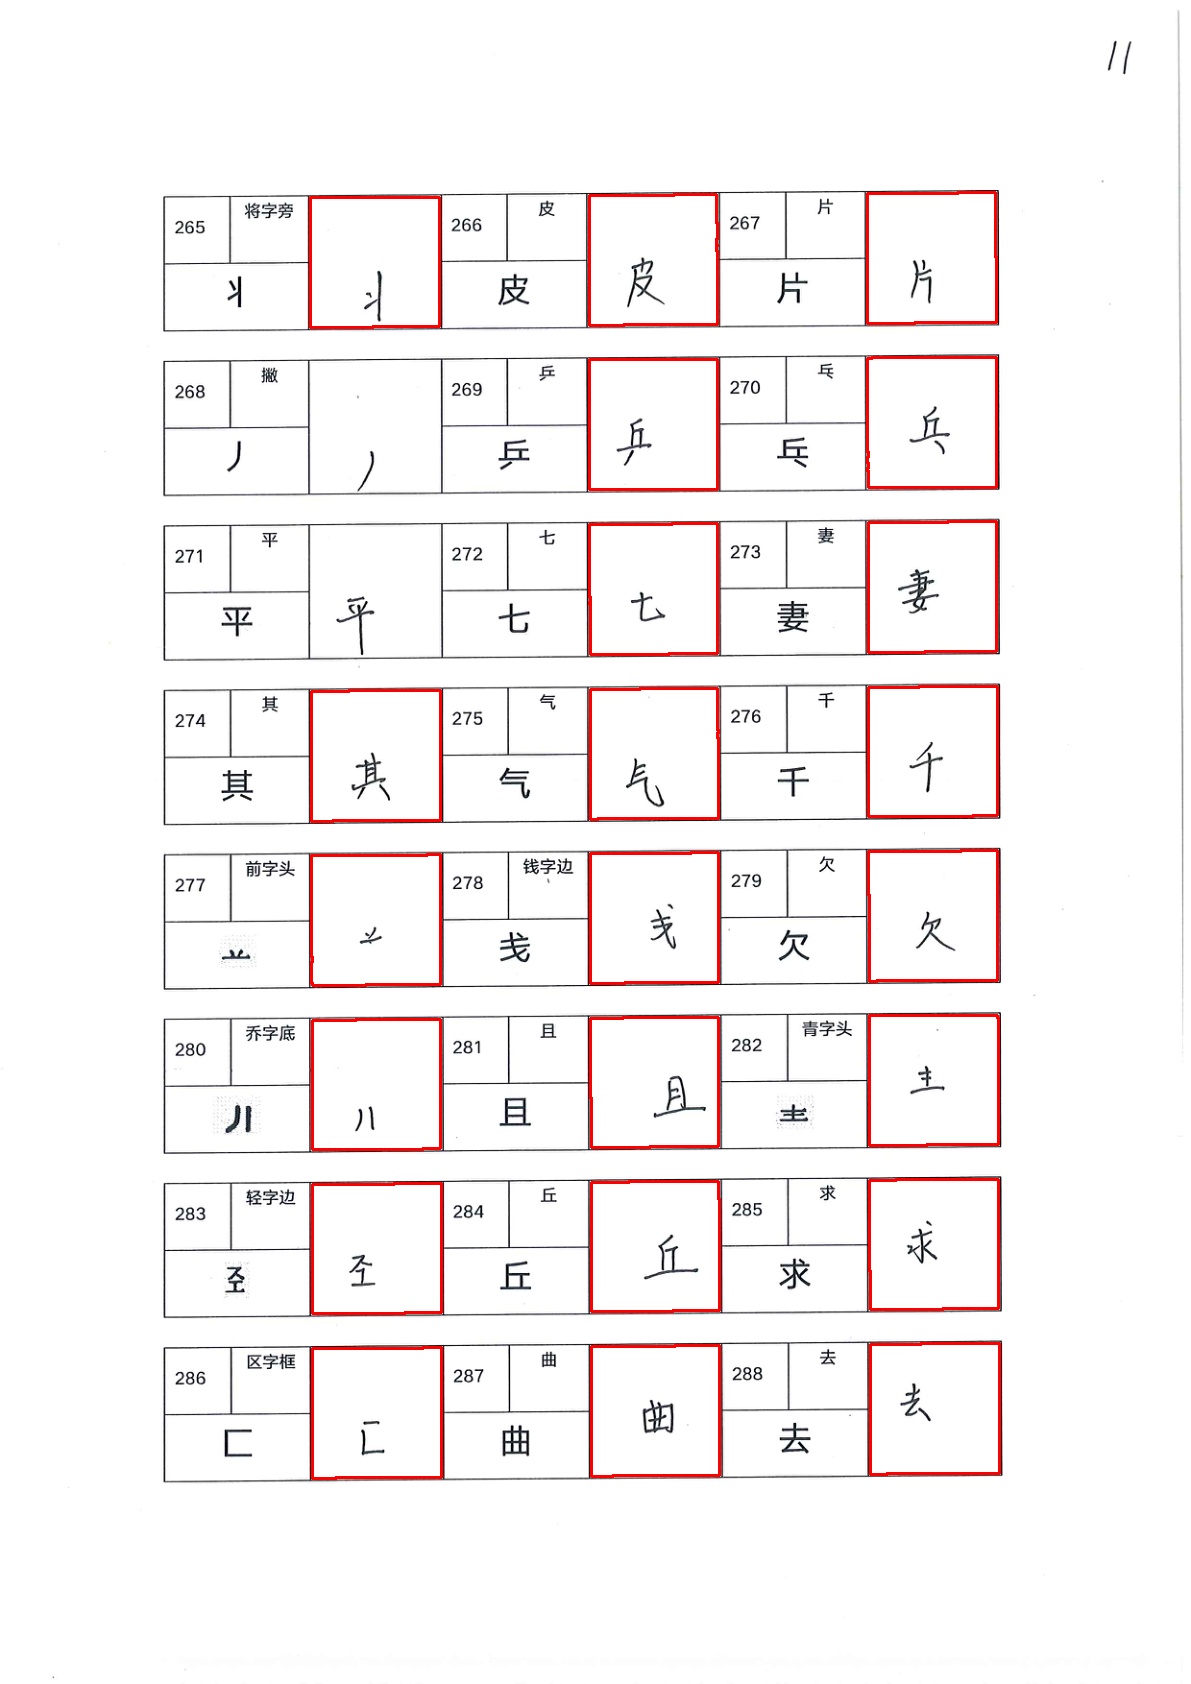 11
265 将字旁 丬 丬 266 皮 皮 皮 267 片 片 片
268 撇 丿 丿 269 乒 乒 乒 270 乓 乓 乓
271 平 平 平 272 七 七 七 273 妻 妻 妻
274 其 其 其 275 气 气 气 276 千 千 千
277 前字头 䒑 䒑 278 钱字边 戋 戋 279 欠 欠 欠
280 乔字底 〢 〢 281 且 且 且 282 青字头 龶 龶
283 轻字边 𢀖 𢀖 284 丘 丘 丘 285 求 求 求
286 区字框 匚 匚 287 曲 曲 曲 288 去 去 去